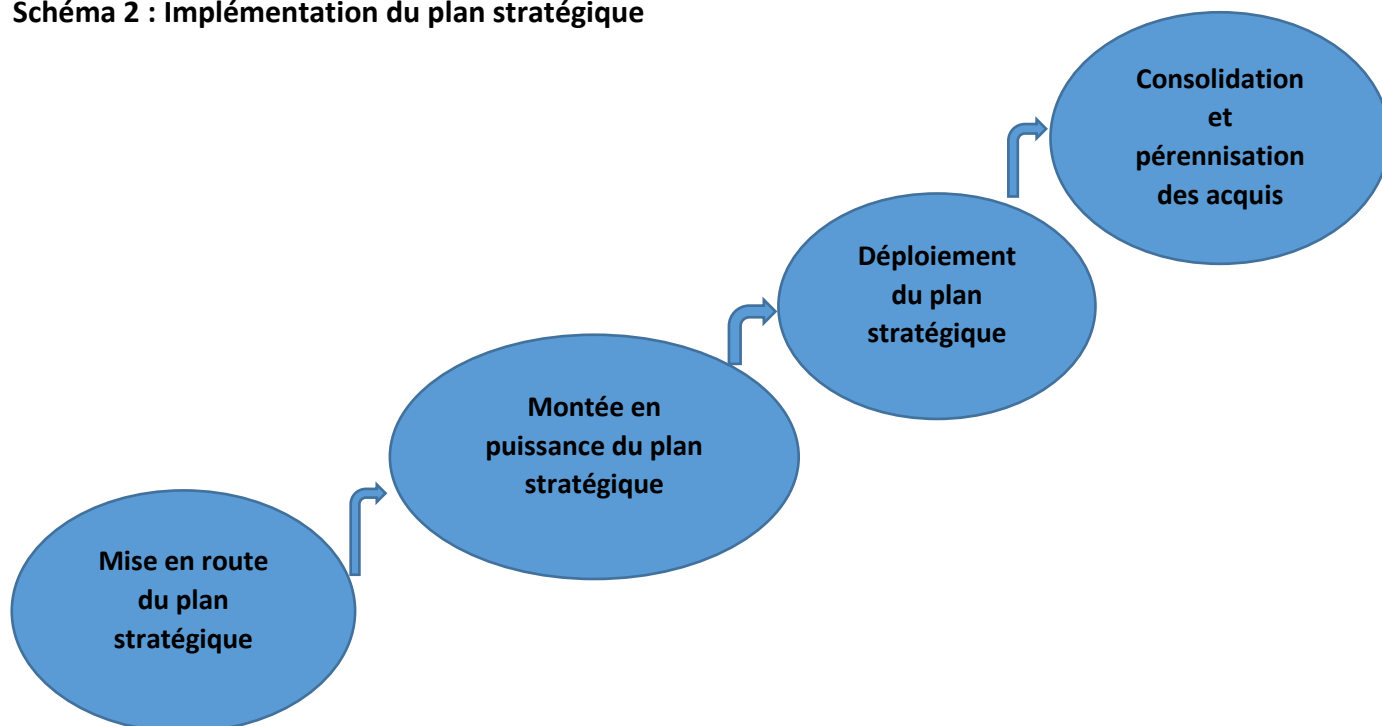 Schéma 2 : Implémentation du plan stratégique
Consolidation
et
pérennisation
des acquis
Déploiement
du plan
stratégique
Montée en
puissance du plan
stratégique
Mise en route
du plan
stratégique